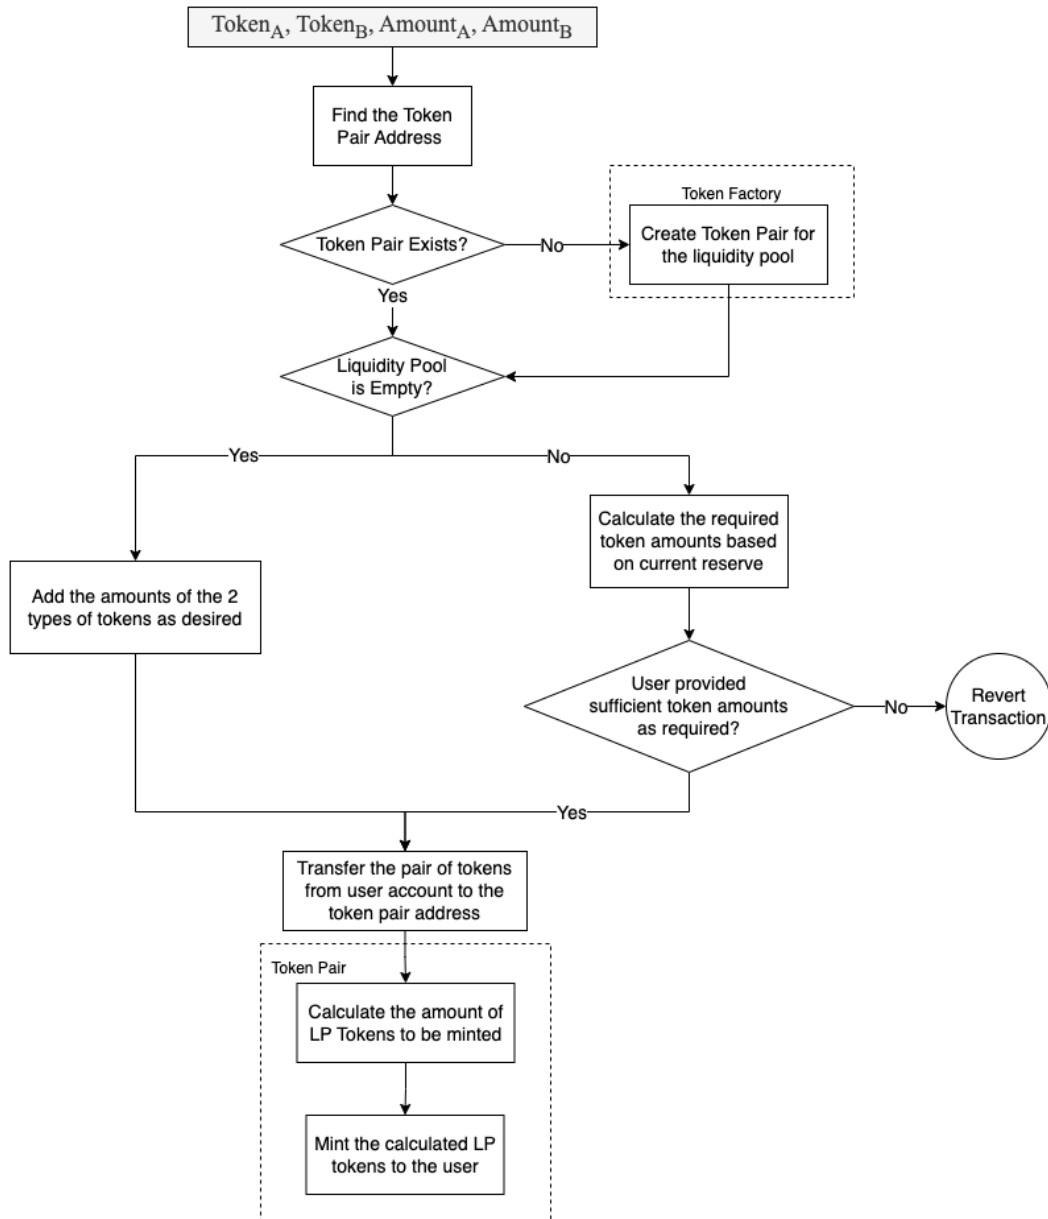 Token_A, Token_B, Amount_A, Amount_B
Find the Token
Pair Address
Token Factory
Create Token Pair for
the liquidity pool
Token Pair Exists?
No
Yes
Liquidity Pool
is Empty?
Yes
No
Calculate the required
token amounts based
on current reserve
Add the amounts of the 2
types of tokens as desired
User provided
sufficient token amounts
as required?
No
Revert
Transaction
Yes
Transfer the pair of tokens
from user account to the
token pair address
Token Pair
Calculate the amount of
LP Tokens to be minted
Mint the calculated LP
tokens to the user